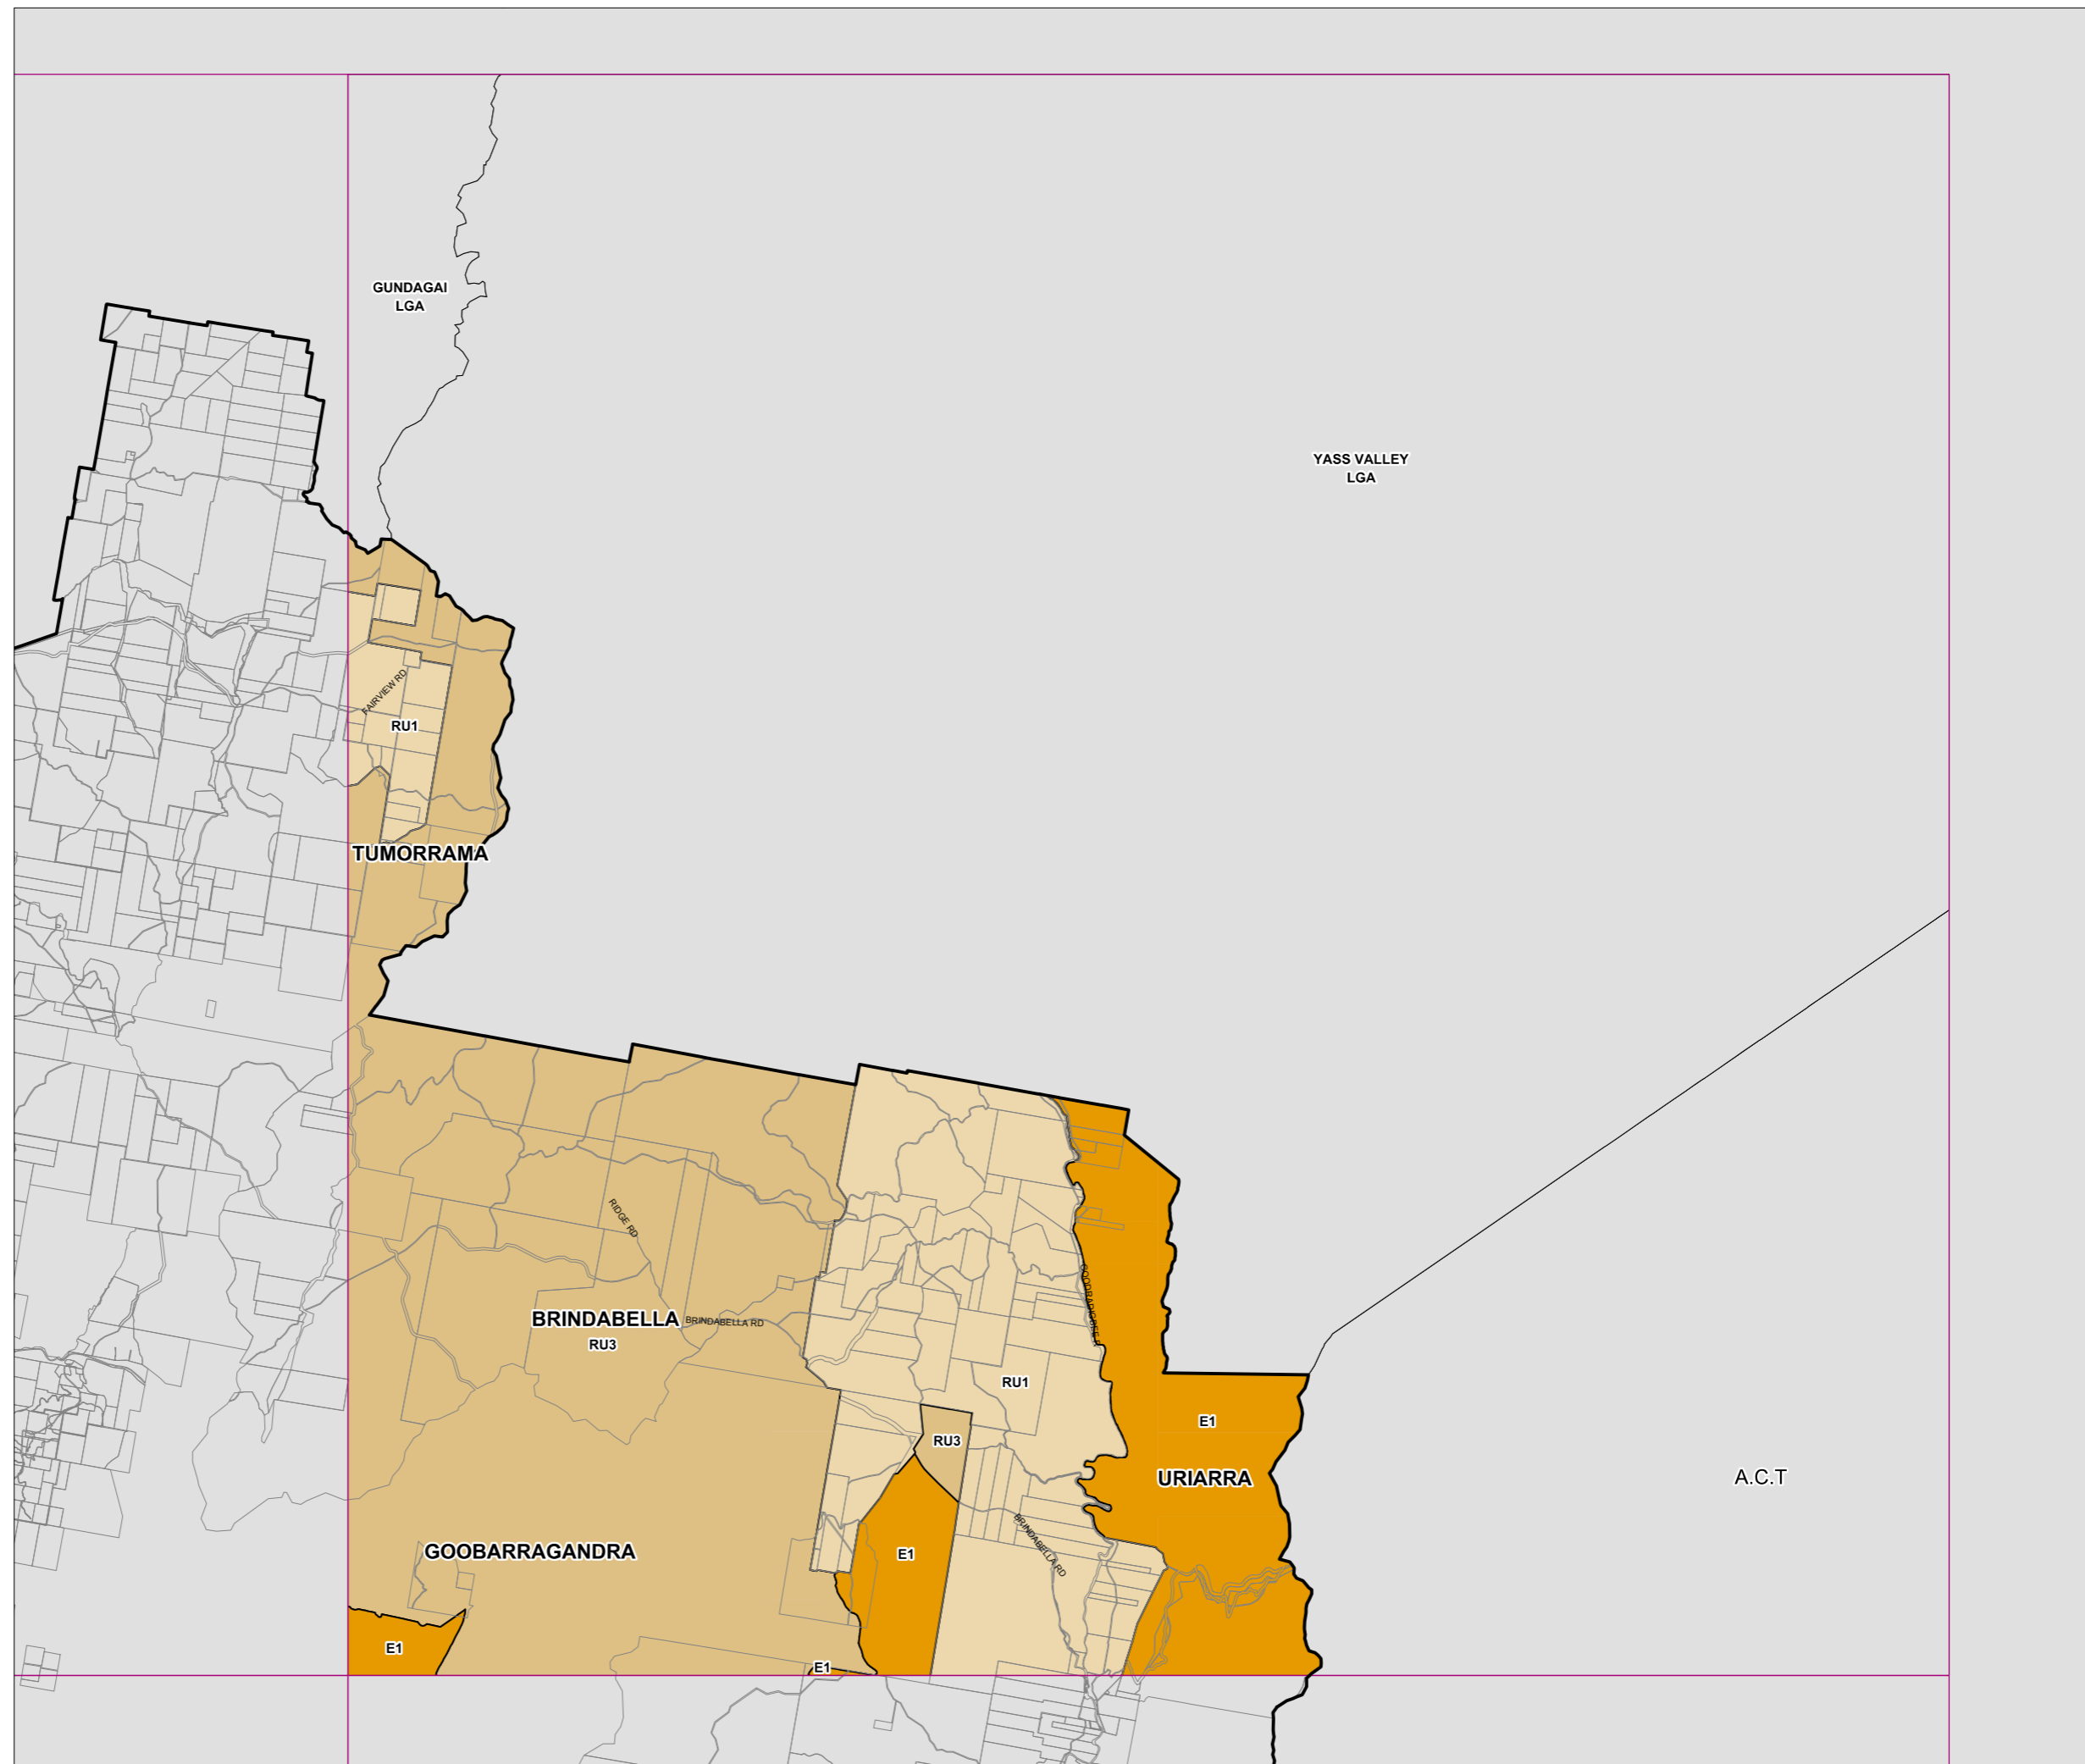 GUNDAGAI
LGA
YASS VALLEY
LGA
FAIRVIEW RD
RU1
TUMORRAMA
RIDGE RD
GOODRADIGBEE R
BRINDABELLA
BRINDABELLA RD
RU3
RU1
E1
RU3
URIARRA
A.C.T
BRINDABELLA RD
GOOBARRAGANDRA
E1
E1
E1